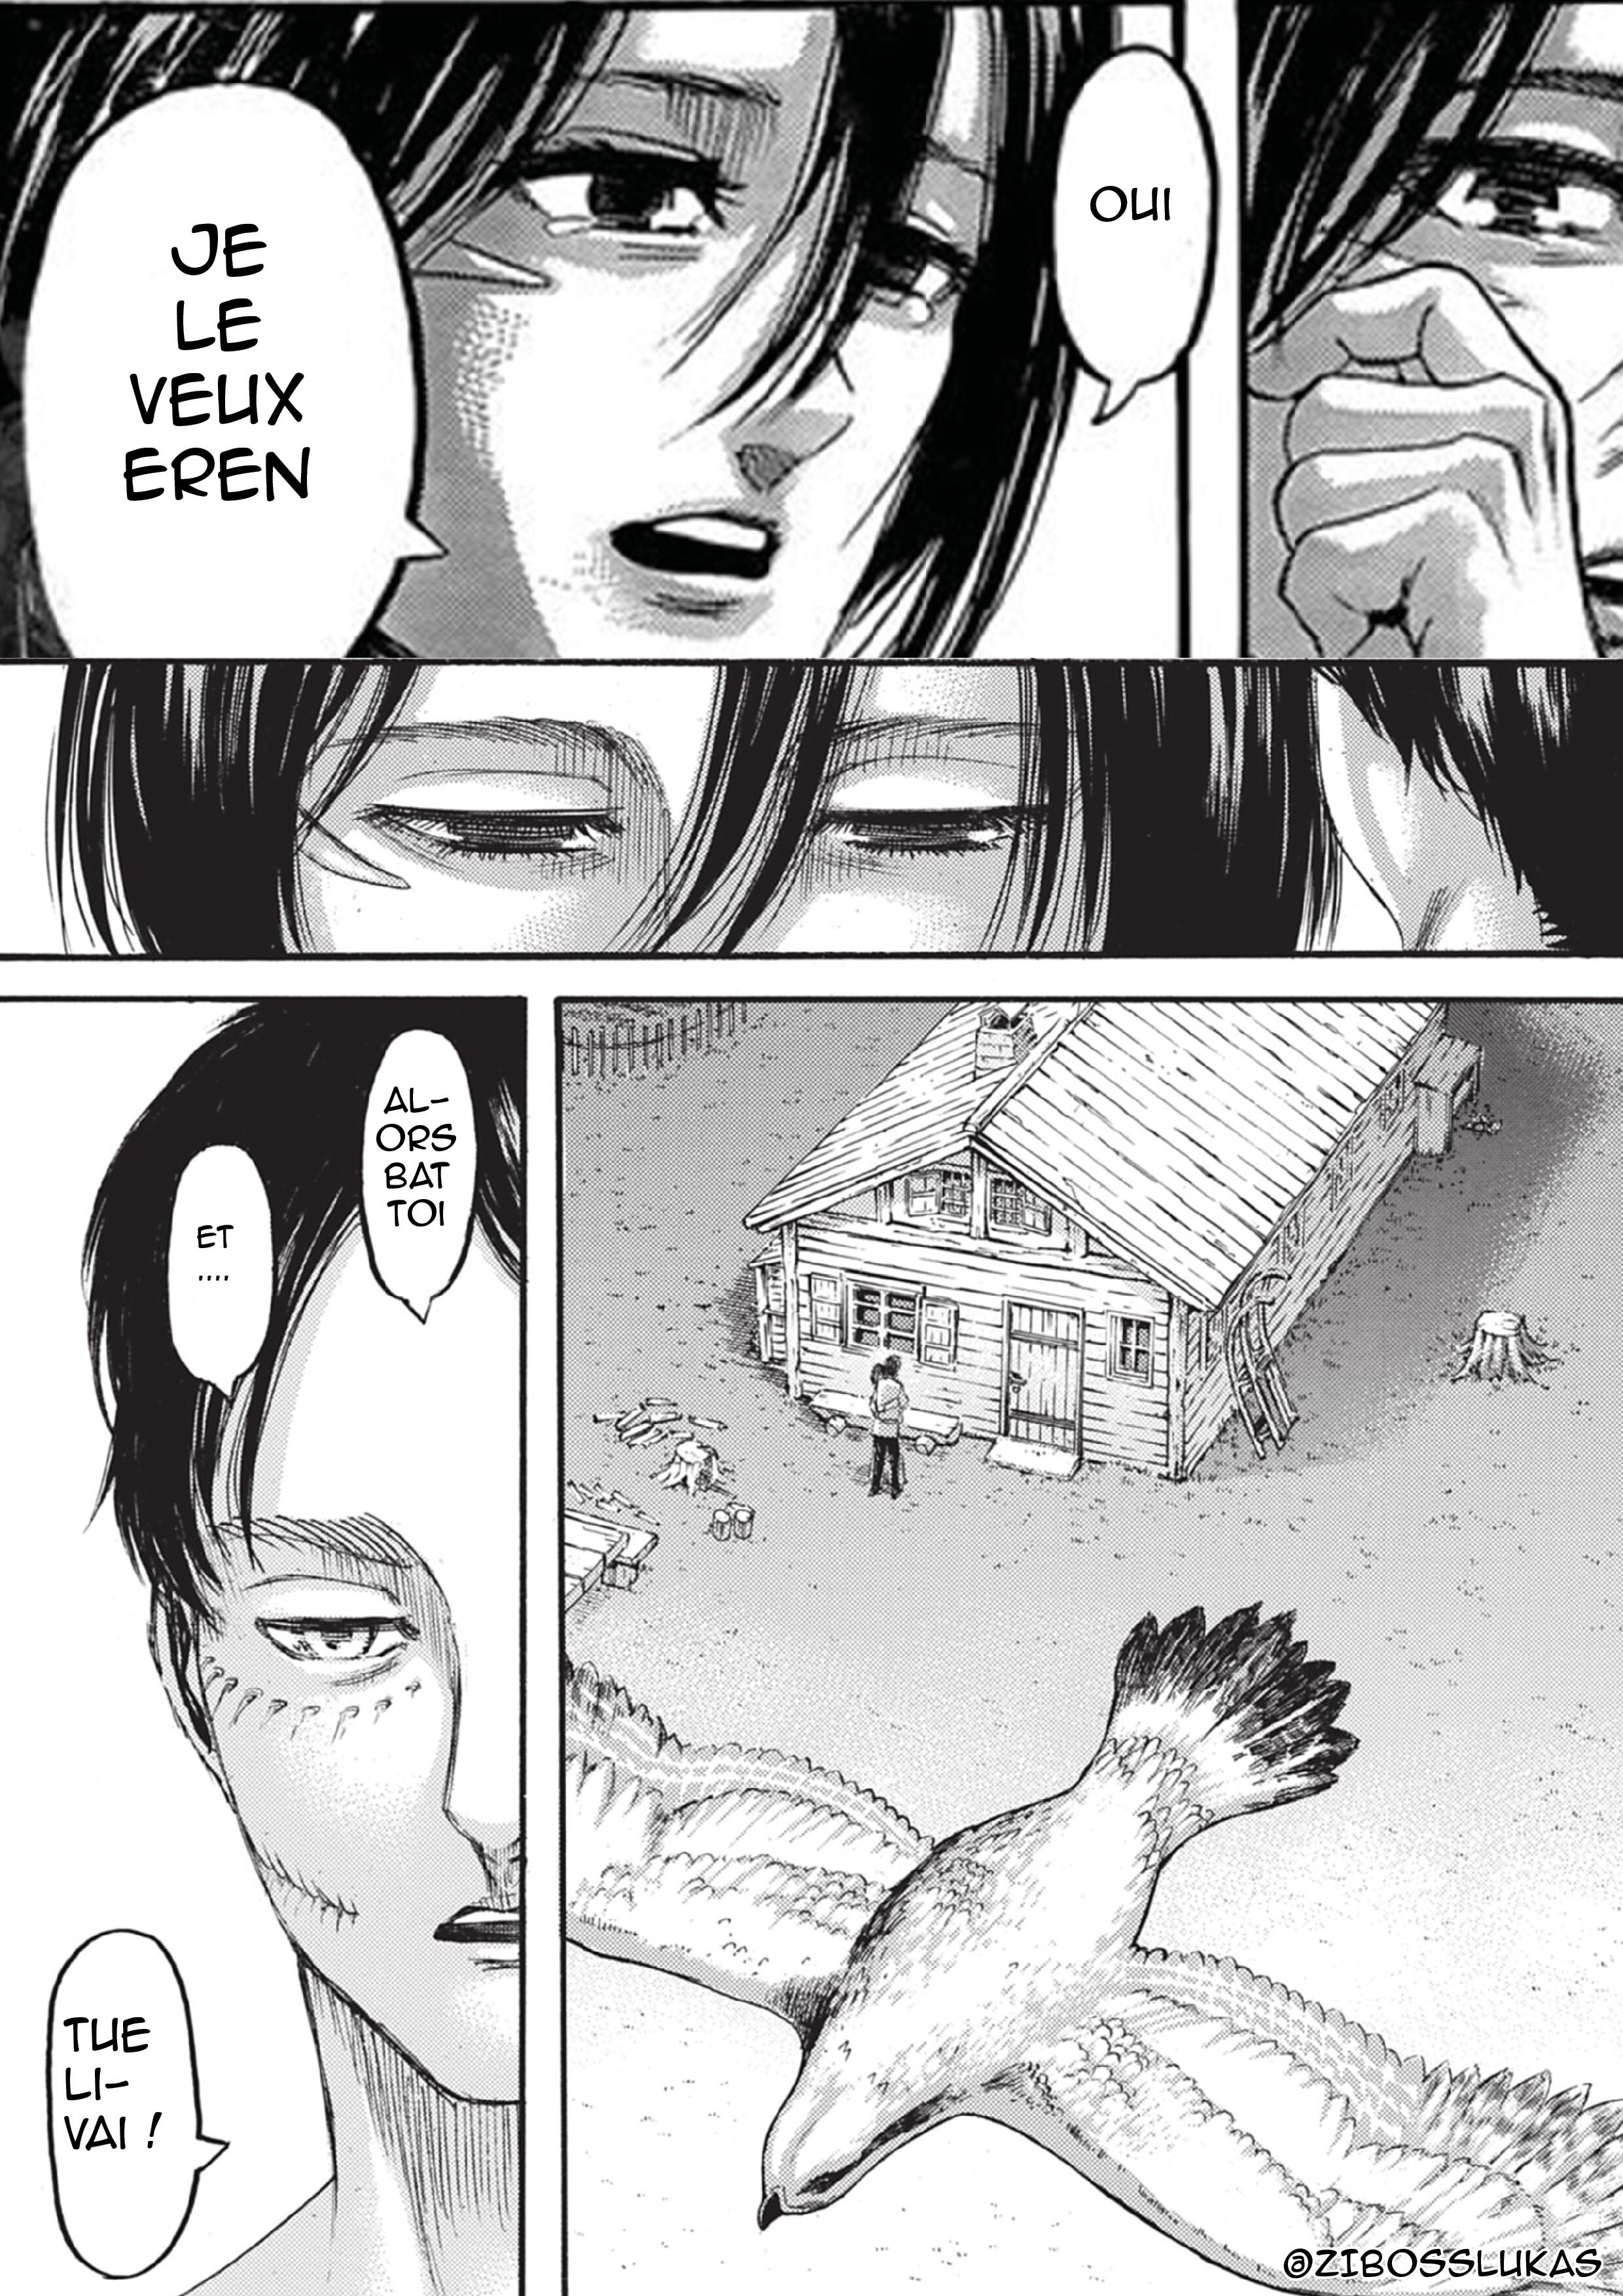 OUI
JE
LE
VEUX
EREN
AL-
ORS
BAT
TOI
ET
....
TUE
LI-
VAI !
@ZIBOSSLUKAS